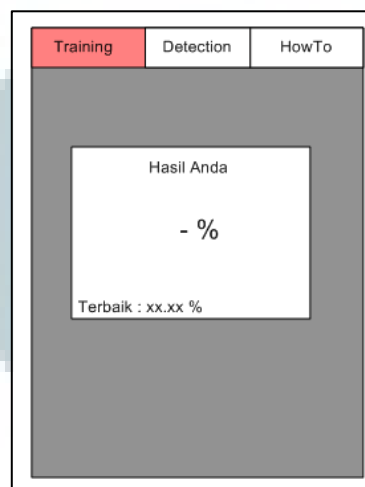 Training Detection HowTo
Hasil Anda
- %
Terbaik : xx.xx %